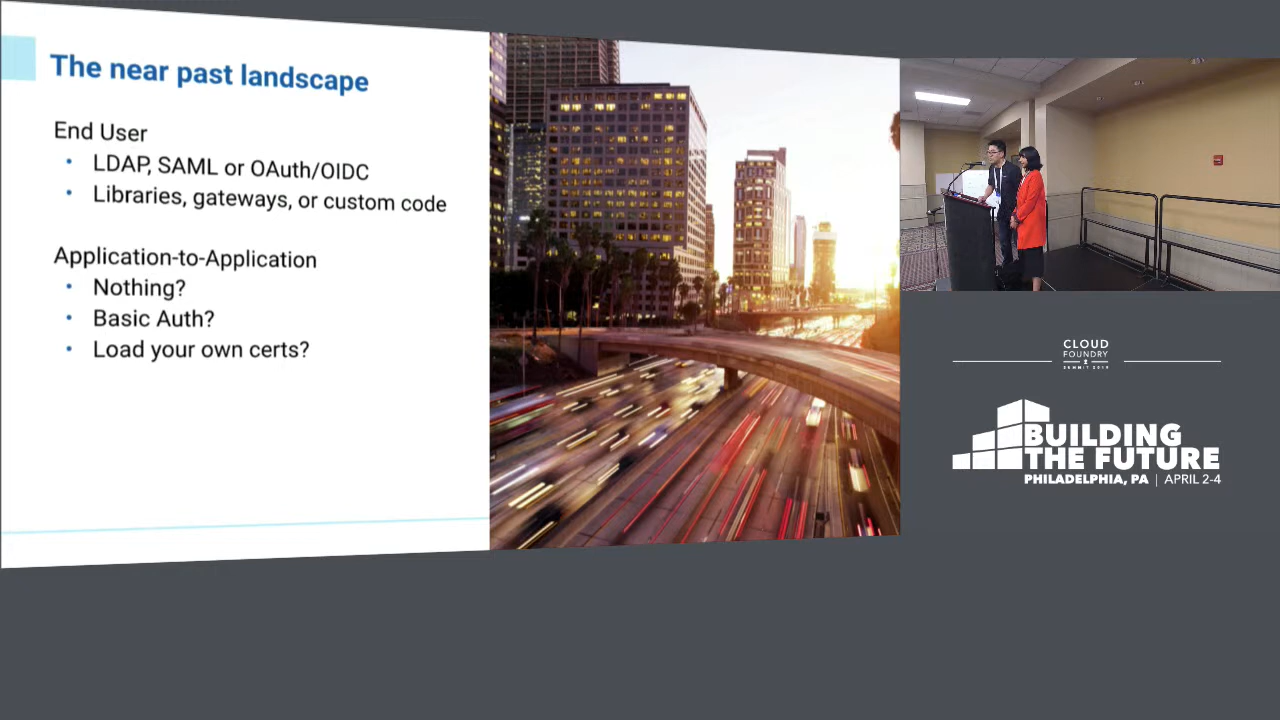 The near past landscape
End User
• LDAP, SAML or OAuth/OIDC
• Libraries, gateways, or custom code
Application-to-Application
• Nothing?
• Basic Auth?
• Load your own certs?
CLOUD
FOUNDRY
SUMMIT 2019
BUILDING
THE FUTURE
PHILADELPHIA, PA | APRIL 2-4